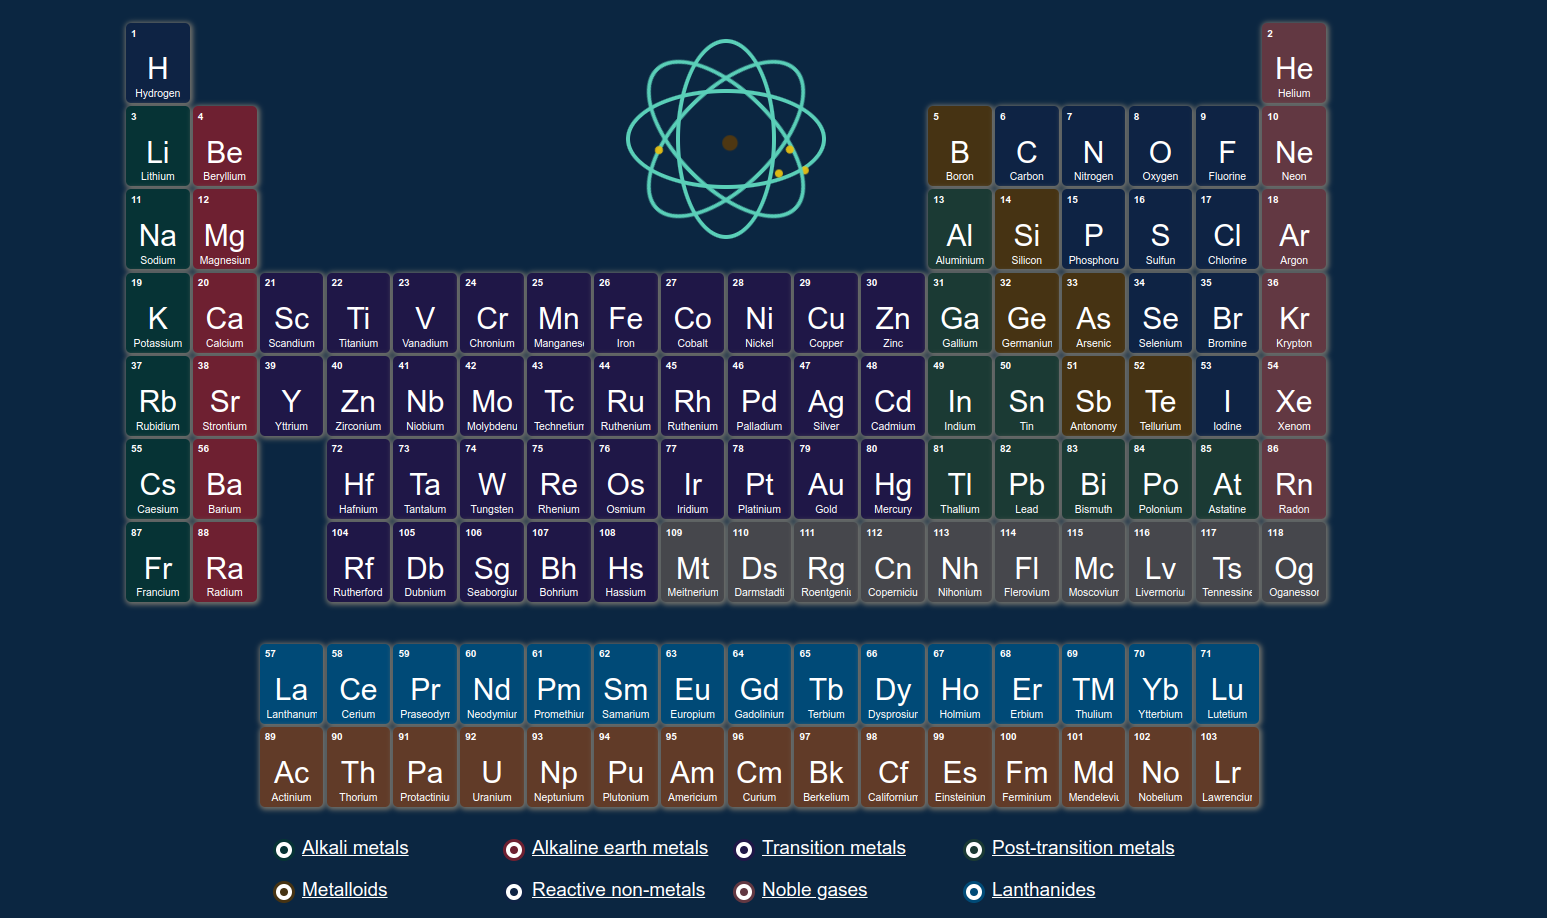 1 2
H He
Hydrogen Helium
3 4 5 6 7 8 9 10
Li Be B C N O F Ne
Lithium Beryllium Boron Carbon Nitrogen Oxygen Fluorine Neon
11 12 13 14 15 16 17 18
Na Mg Al Si P S Cl Ar
Sodium Magnesium Aluminium Silicon Phosphoru Sulfun Chlorine Argon
19 20 21 22 23 24 25 26 27 28 29 30 31 32 33 34 35 36
K Ca Sc Ti V Cr Mn Fe Co Ni Cu Zn Ga Ge As Se Br Kr
Potassium Calcium Scandium Titanium Vanadium Chronium Manganes Iron Cobalt Nickel Copper Zinc Gallium Germaniun Arsenic Selenium Bromine Krypton
37 38 39 40 41 42 43 44 45 46 47 48 49 50 51 52 53 54
Rb Sr Y Zn Nb Mo Tc Ru Rh Pd Ag Cd In Sn Sb Te I Xe
Rubidium Strontium Yttrium Zirconium Niobium Molybdenu Technetiun Ruthenium Ruthenium Palladium Silver Cadmium Indium Tin Antonomy Tellurium Iodine Xenom
55 56 72 73 74 75 76 77 78 79 80 81 82 83 84 85 86
Cs Ba Hf Ta W Re Os Ir Pt Au Hg Tl Pb Bi Po At Rn
Caesium Barium Hafnium Tantalum Tungsten Rhenium Osmium Iridium Platinium Gold Mercury Thallium Lead Bismuth Polonium Astatine Radon
87 88 104 105 106 107 108 109 110 111 112 113 114 115 116 117 118
Fr Ra Rf Db Sg Bh Hs Mt Ds Rg Cn Nh Fl Mc Lv Ts Og
Francium Radium Rutherford Dubnium Seaborgiur Bohrium Hassium Meitnerium Darmstadti Roentgeni Coperniciu Nihonium Flerovium Moscovium Livermoriu Tennessine Oganessor
57 58 59 60 61 62 63 64 65 66 67 68 69 70 71
La Ce Pr Nd Pm Sm Eu Gd Tb Dy Ho Er TM Yb Lu
Lanthanum Cerium Praseodyn Neodymiur Promethiur Samarium Europium Gadolinium Terbium Dysprosiur Holmium Erbium Thulium Ytterbium Lutetium
89 90 91 92 93 94 95 96 97 98 99 100 101 102 103
Ac Th Pa U Np Pu Am Cm Bk Cf Es Fm Md No Lr
Actinium Thorium Protactiniu Uranium Neptunium Plutonium Americium Curium Berkelium Californium Einsteiniun Ferminium Mendeleviu Nobelium Lawrenciur
Alkali metals Alkaline earth metals Transition metals Post-transition metals
Metalloids Reactive non-metals Noble gases Lanthanides